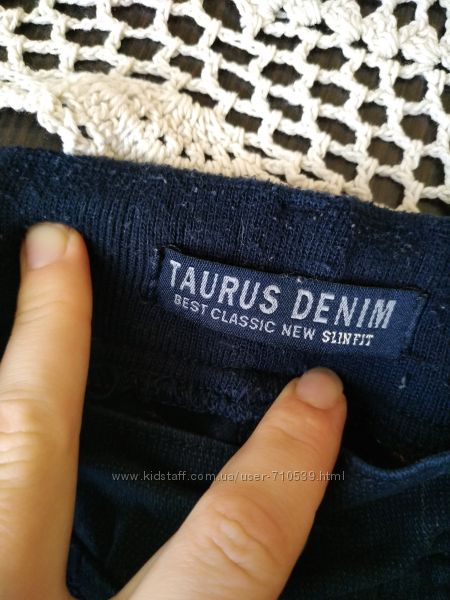 TAURUS DENIM
BEST CLASSIC NEW SLINFIT
www.kidstaff.com.ua/user-710539.html